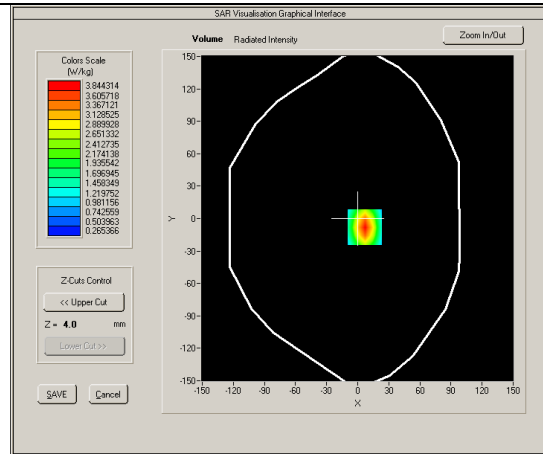 SAR Visualisation Graphical Interface
Volume Radiated Intensity
Zoom In/Out
Colors Scale
(W/kg)
3.844314
3.605718
3.367121
3.128525
2.889928
2.651332
2.412735
2.174138
1.935542
1.696945
1.458349
1.219752
0.981156
0.742559
0.503963
0.265366
Z-Cuts Control
<< Upper Cut
Z = 4.0 mm
Lower Cut >>
SAVE Cancel
150
120
90
60
30
0
-30
-60
-90
-120
-150
Y
-150 -120 -90 -60 -30 0 30 60 90 120 150
X